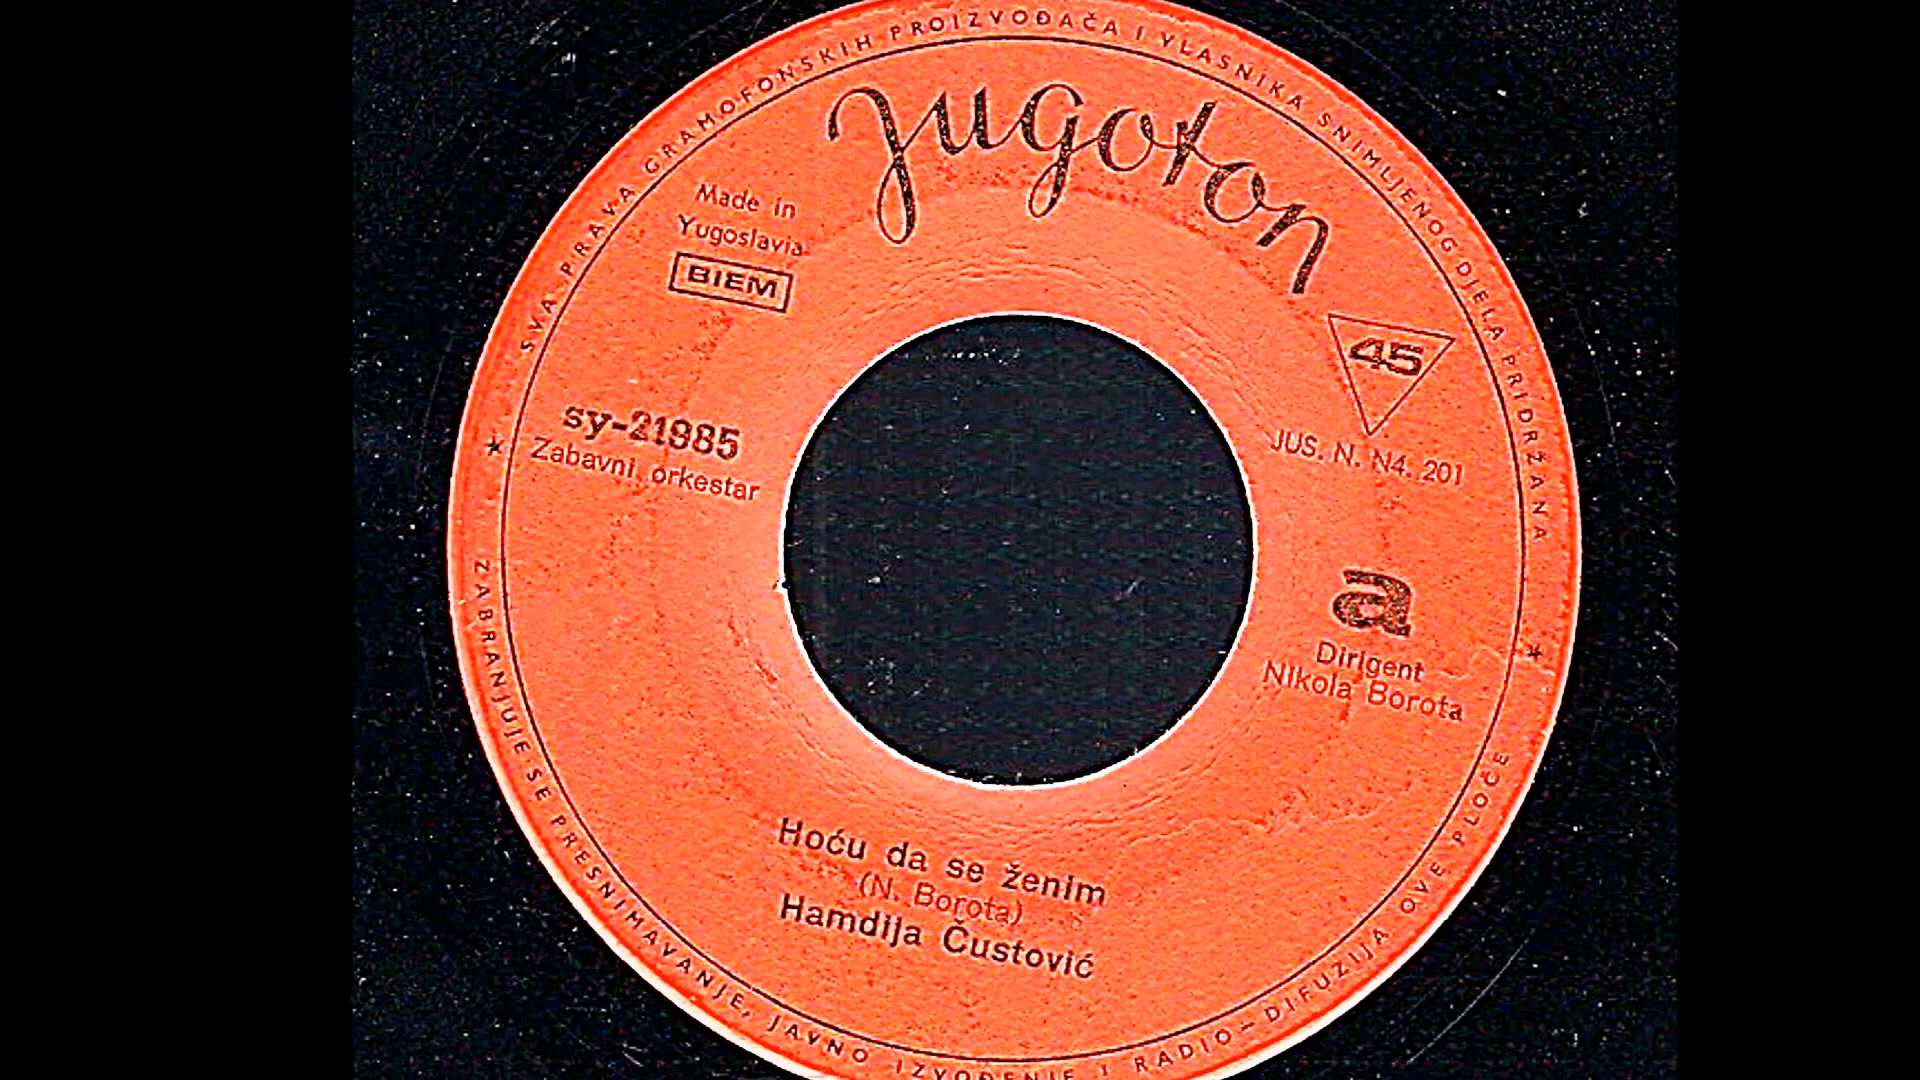 SVA PRAVA GRAMOFONSKIH PROIZVOĐAČA I VLASNIKA SNIMLJENOG DJELA PRIDRŽANA
jugoton
Made in
Yugoslavia
BIEM
45
JUS. N. N4. 201
sy-21985
Zabavni orkestar
a
Dirigent
Nikola Borota
Hoću da se ženim
(N. Borota)
Hamdija Čustović
ZABRANJUJE SE PRESNIMAVANJE, JAVNO IZVOĐENJE I RADIO-DIFUZIJA OVE PLOČE